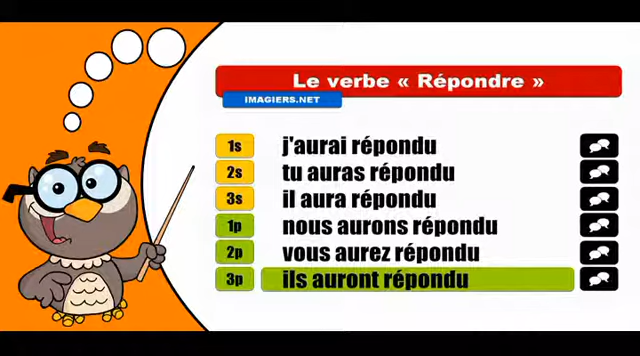 Le verbe « Répondre »
IMAGIERS.NET
1s j'aurai répondu
2s tu auras répondu
3s il aura répondu
1p nous aurons répondu
2p vous aurez répondu
3p ils auront répondu